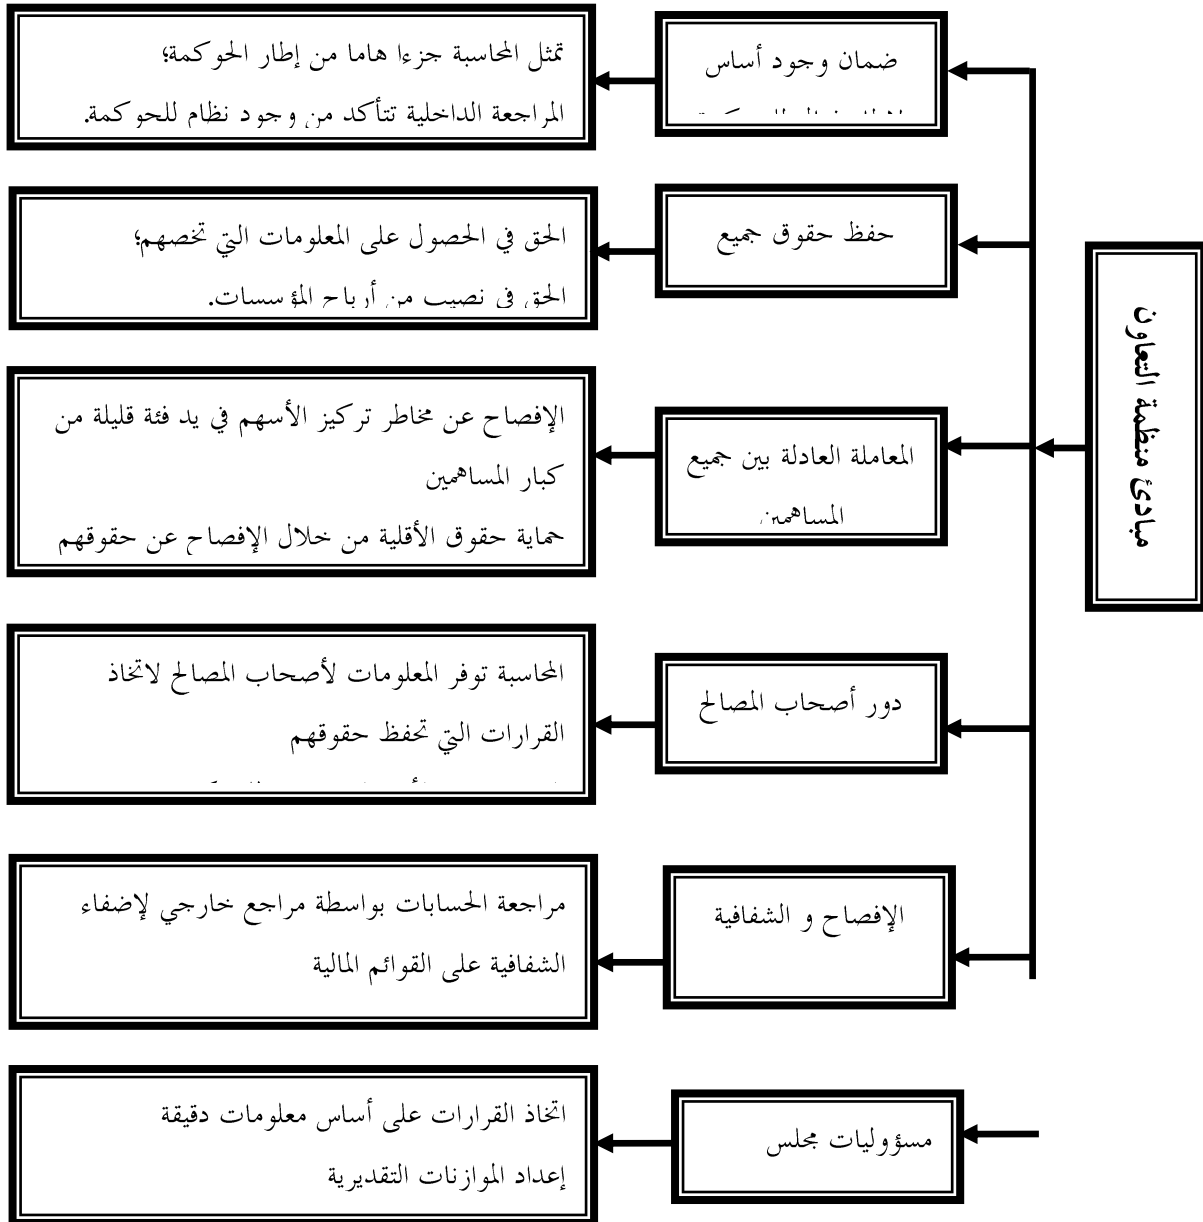 مبادئ منظمة التعاون
ضمان وجود أساس
تمثل المحاسبة جزءا هاما من إطار الحوكمة؛
المراجعة الداخلية تتأكد من وجود نظام للحوكمة.
حفظ حقوق جميع
الحق في الحصول على المعلومات التي تخصهم؛
الحق في نصيب من أرباح المؤسسات.
المعاملة العادلة بين جميع
المساهمين
الإفصاح عن مخاطر تركيز الأسهم في يد فئة قليلة من
كبار المساهمين
حماية حقوق الأقلية من خلال الإفصاح عن حقوقهم
دور أصحاب المصالح
المحاسبة توفر المعلومات لأصحاب المصالح لاتخاذ
القرارات التي تحفظ حقوقهم
الإفصاح و الشفافية
مراجعة الحسابات بواسطة مراجع خارجي لإضفاء
الشفافية على القوائم المالية
مسؤوليات مجلس
اتخاذ القرارات على أساس معلومات دقيقة
إعداد الموازنات التقديرية